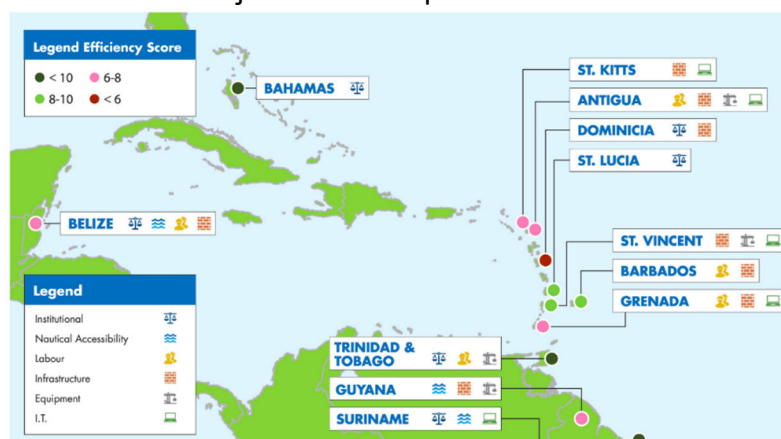 Legend Efficiency Score
< 10
6-8
8-10
< 6
BAHAMAS
ST. KITTS
ANTIGUA
DOMINICIA
ST. LUCIA
BELIZE
ST. VINCENT
BARBADOS
GRENADA
Legend
Institutional
Nautical Accessibility
Labour
Infrastructure
Equipment
I.T.
TRINIDAD &
TOBAGO
GUYANA
SURINAME